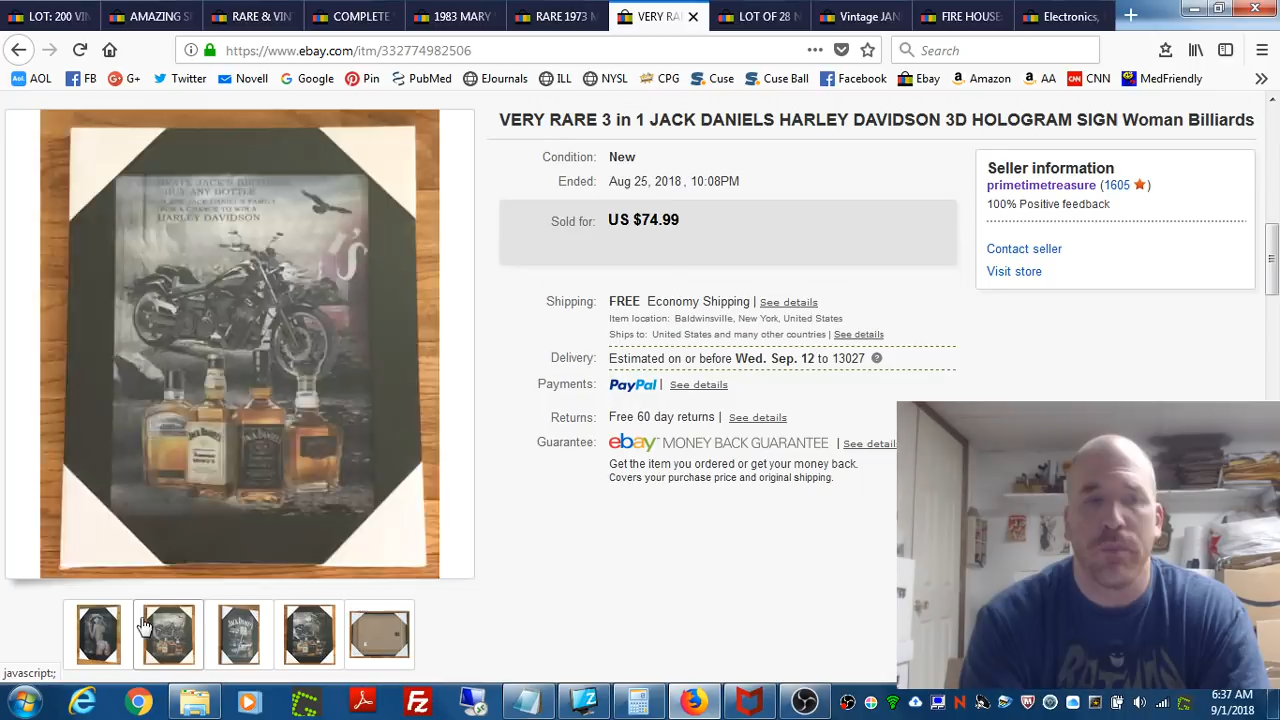 LOT: 200 VIN
AMAZING S
RARE & VIN
COMPLETE
1983 MARY
RARE 1973 M
VERY RA
LOT OF 28
Vintage JAN
FIRE HOUSE
Electronics,
https://www.ebay.com/itm/332774982506
Search
AOL
FB
G+
Twitter
Novell
Google
Pin
PubMed
EJournals
ILL
NYSL
CPG
Cuse
Cuse Ball
Facebook
Ebay
Amazon
AA
CNN
MedFriendly
VERY RARE 3 in 1 JACK DANIELS HARLEY DAVIDSON 3D HOLOGRAM SIGN Woman Billiards
Condition: New
Ended: Aug 25, 2018 , 10:08PM
Sold for: US $74.99
Shipping: FREE Economy Shipping | See details
Item location: Baldwinsville, New York, United States
Ships to: United States and many other countries | See details
Delivery: Estimated on or before Wed. Sep. 12 to 13027
Payments: PayPal | See details
Returns: Free 60 day returns | See details
Guarantee: ebay MONEY BACK GUARANTEE | See detail
Get the item you ordered or get your money back.
Covers your purchase price and original shipping.
Seller information
primetimetreasure (1605 )
100% Positive feedback
Contact seller
Visit store
BUY ANY BOTTLE
HARLEY DAVIDSON
javascript:;
6:37 AM
9/1/2018